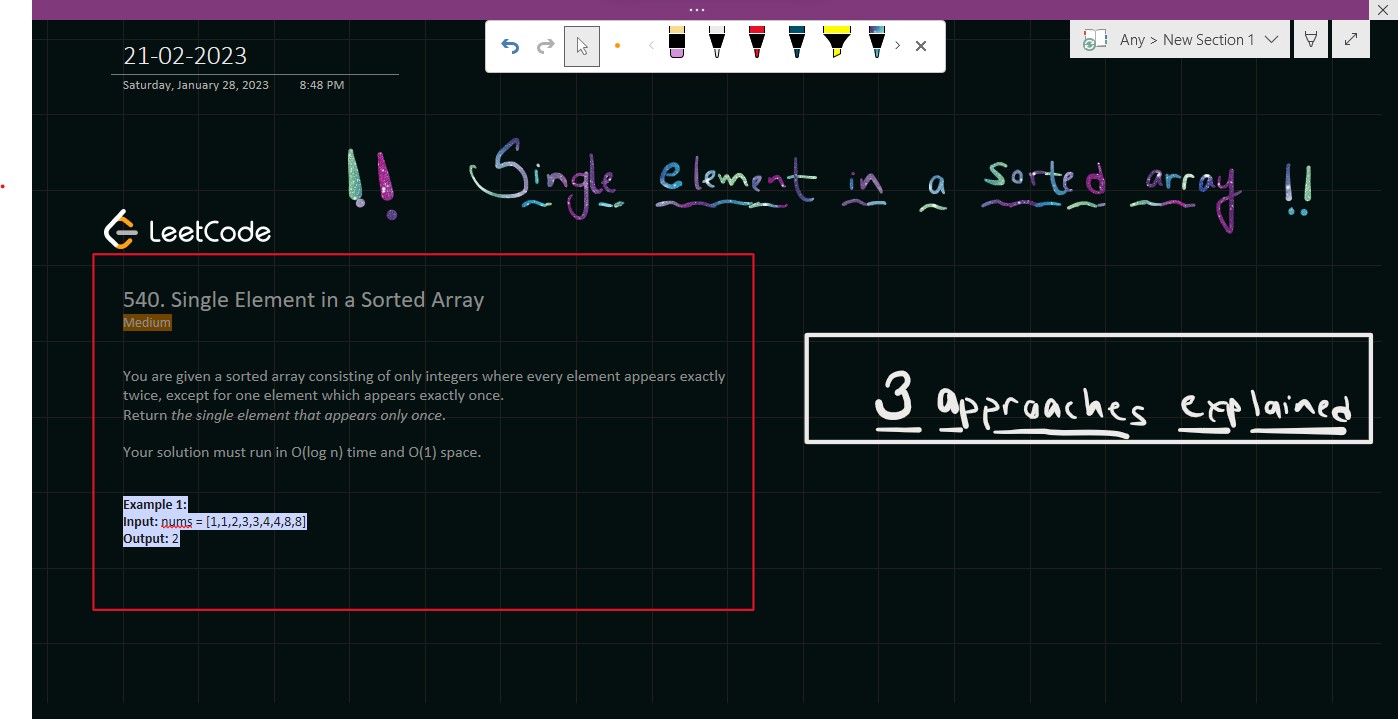 21-02-2023
Any > New Section 1
Saturday, January 28, 2023 8:48 PM
!! Single element in a sorted array !!
LeetCode
540. Single Element in a Sorted Array
Medium
You are given a sorted array consisting of only integers where every element appears exactly
twice, except for one element which appears exactly once.
Return the single element that appears only once.
3 approaches explained
Your solution must run in O(log n) time and O(1) space.
Example 1:
Input: nums = [1,1,2,3,3,4,4,8,8]
Output: 2